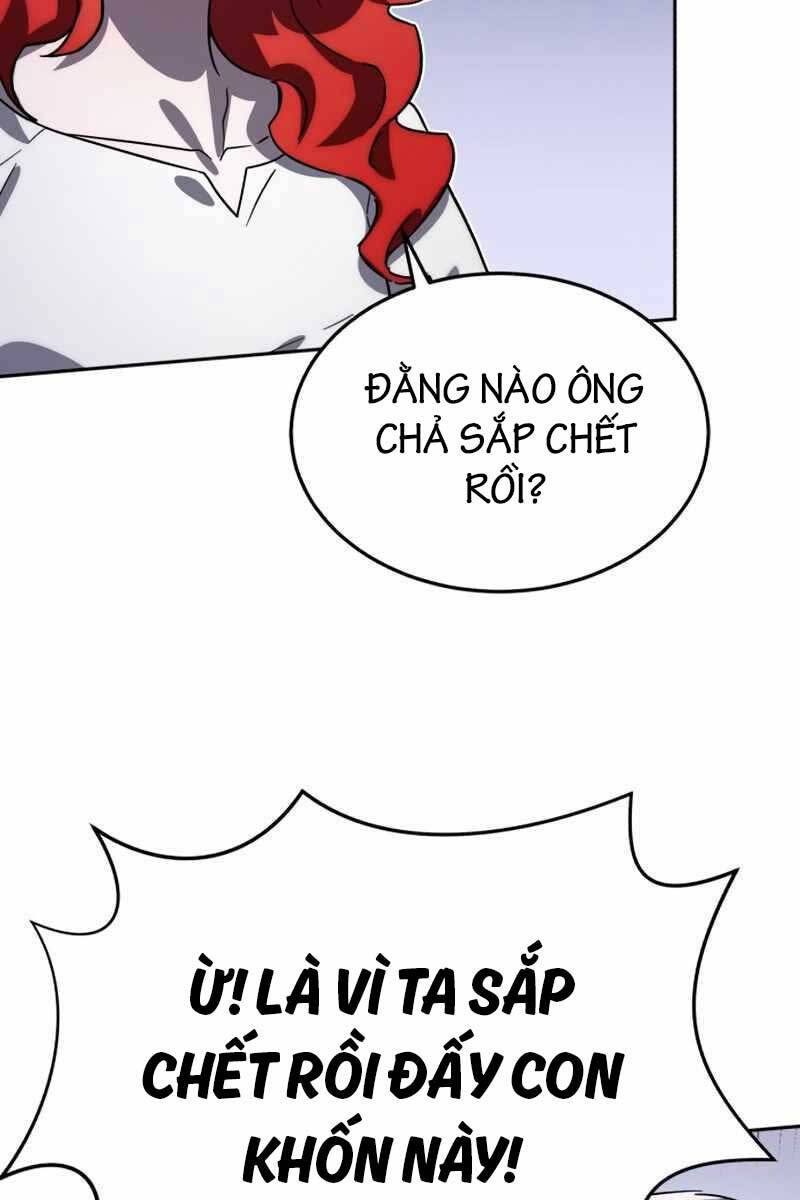 ĐẰNG NÀO ÔNG
CHẢ SẮP CHẾT
RỒI?
Ừ! LÀ VÌ TA SẮP
CHẾT RỒI ĐẤY CON
KHỐN NÀY!